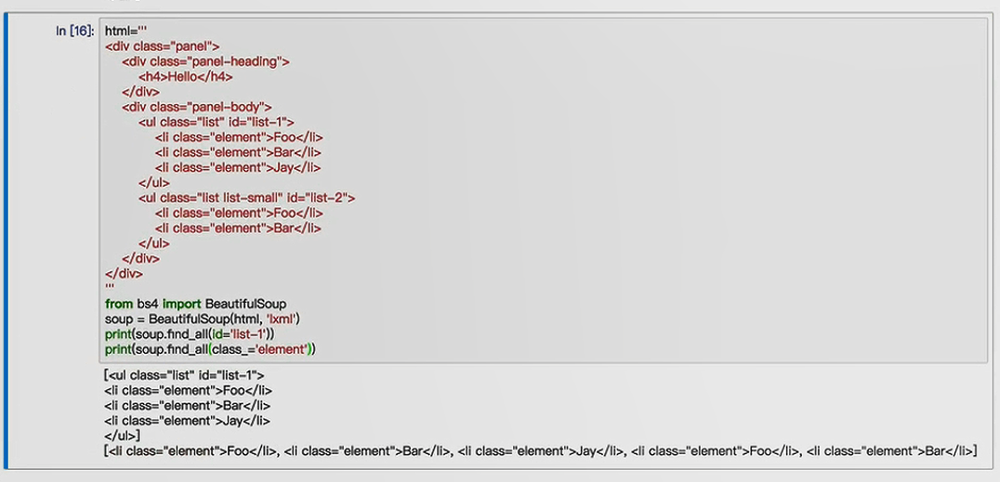 In [16]: html='''
<div class="panel">
    <div class="panel-heading">
        <h4>Hello</h4>
    </div>
    <div class="panel-body">
        <ul class="list" id="list-1">
            <li class="element">Foo</li>
            <li class="element">Bar</li>
            <li class="element">Jay</li>
        </ul>
        <ul class="list list-small" id="list-2">
            <li class="element">Foo</li>
            <li class="element">Bar</li>
        </ul>
    </div>
</div>
'''
from bs4 import BeautifulSoup
soup = BeautifulSoup(html, 'lxml')
print(soup.find_all(id='list-1'))
print(soup.find_all(class_='element'))
[<ul class="list" id="list-1">
<li class="element">Foo</li>
<li class="element">Bar</li>
<li class="element">Jay</li>
</ul>]
[<li class="element">Foo</li>, <li class="element">Bar</li>, <li class="element">Jay</li>, <li class="element">Foo</li>, <li class="element">Bar</li>]